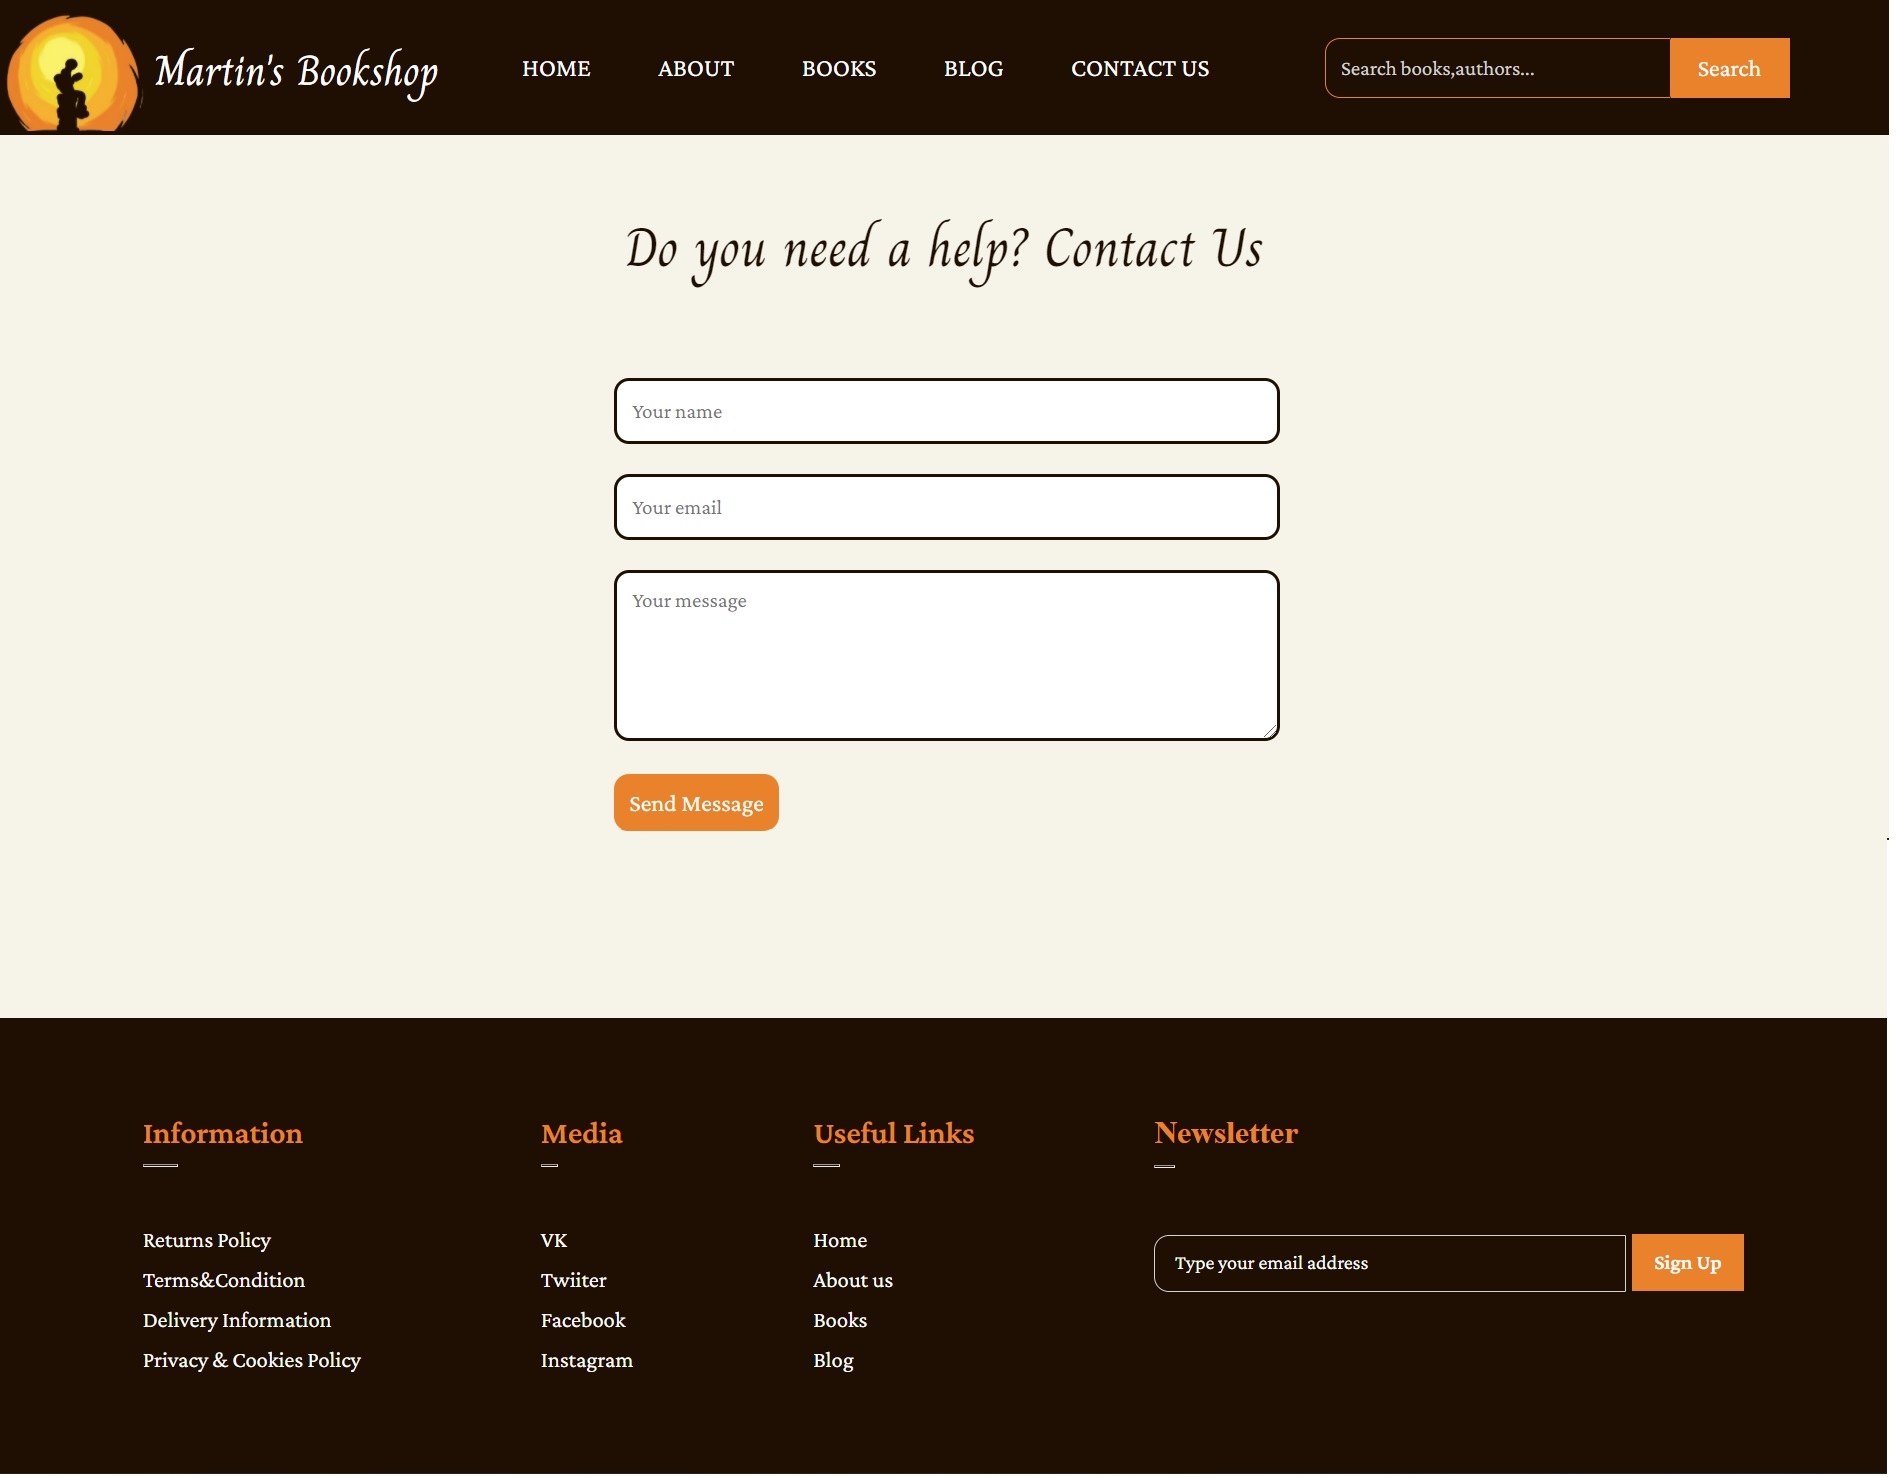 Martin's Bookshop
HOME
ABOUT
BOOKS
BLOG
CONTACT US
Search books,authors...
Search
Do you need a help? Contact Us
Your name
Your email
Your message
Send Message
Information
Returns Policy
Terms&Condition
Delivery Information
Privacy & Cookies Policy
Media
VK
Twiiter
Facebook
Instagram
Useful Links
Home
About us
Books
Blog
Newsletter
Type your email address
Sign Up